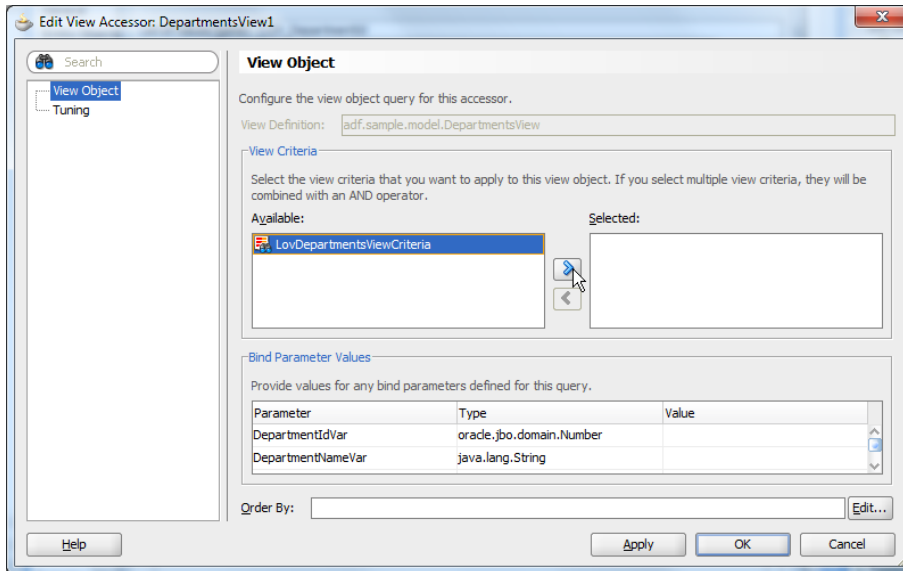 Edit View Accessor: DepartmentsView1
Search
View Object
Tuning
View Object
Configure the view object query for this accessor.
View Definition: adf.sample.model.DepartmentsView
View Criteria
Select the view criteria that you want to apply to this view object. If you select multiple view criteria, they will be
combined with an AND operator.
Available: Selected:
LovDepartmentsViewCriteria
Bind Parameter Values
Provide values for any bind parameters defined for this query.
Parameter Type Value
DepartmentIdVar oracle.jbo.domain.Number
DepartmentNameVar java.lang.String
Order By: Edit...
Help Apply OK Cancel